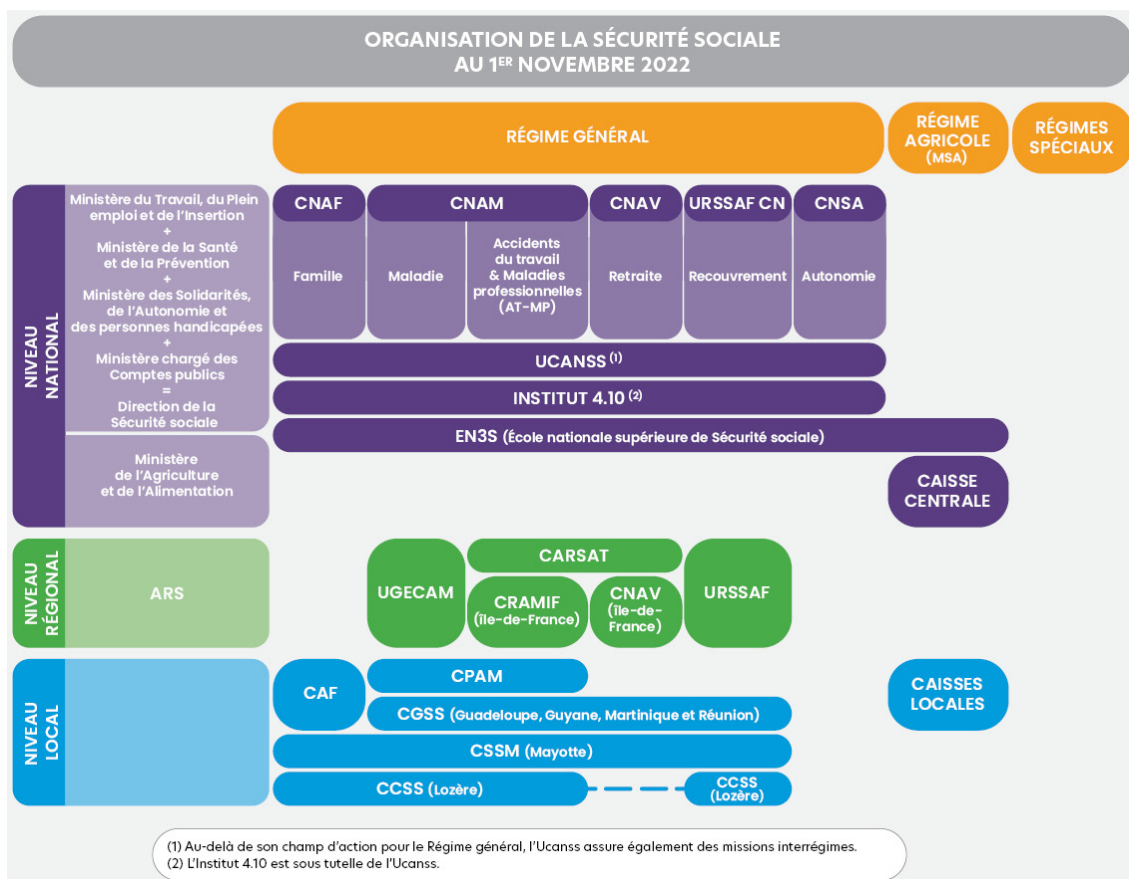 ORGANISATION DE LA SÉCURITÉ SOCIALE
AU 1ER NOVEMBRE 2022
RÉGIME GÉNÉRAL
RÉGIME
AGRICOLE
(MSA)
RÉGIMES
SPÉCIAUX
NIVEAU
NATIONAL
Ministère du Travail, du Plein
emploi et de l'Insertion
+
Ministère de la Santé
et de la Prévention
+
Ministère des Solidarités,
de l'Autonomie et
des personnes handicapées
+
Ministère chargé des
Comptes publics
=
Direction de la
Sécurité sociale
Ministère
de l'Agriculture
et de l'Alimentation
CNAF
CNAM
CNAV
URSSAF CN
CNSA
Famille
Maladie
Accidents
du travail
& Maladies
professionnelles
(AT-MP)
Retraite
Recouvrement
Autonomie
UCANSS (1)
INSTITUT 4.10 (2)
EN3S (École nationale supérieure de Sécurité sociale)
CAISSE
CENTRALE
NIVEAU
RÉGIONAL
ARS
UGECAM
CARSAT
CRAMIF
(île-de-France)
CNAV
(île-de-
France)
URSSAF
NIVEAU
LOCAL
CAF
CPAM
CGSS (Guadeloupe, Guyane, Martinique et Réunion)
CSSM (Mayotte)
CCSS (Lozère)
CCSS
(Lozère)
CAISSES
LOCALES
(1) Au-delà de son champ d'action pour le Régime général, l'Ucanss assure également des missions interrégimes.
(2) L'Institut 4.10 est sous tutelle de l'Ucanss.